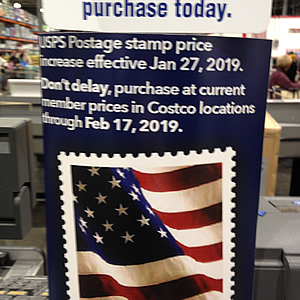 purchase today.
USPS Postage stamp price
increase effective Jan 27, 2019.
Don't delay, purchase at current
member prices in Costco locations
through Feb 17, 2019.